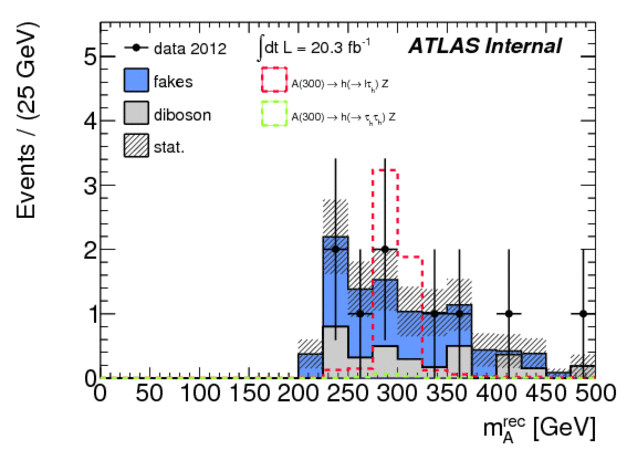 Events / (25 GeV)
5
4
3
2
1
0
data 2012
fakes
diboson
stat.
∫dt L = 20.3 fb⁻¹
A(300) → h(→ lτₕ) Z
A(300) → h(→ τₕτₕ) Z
ATLAS Internal
0 50 100 150 200 250 300 350 400 450 500
m_A^rec [GeV]